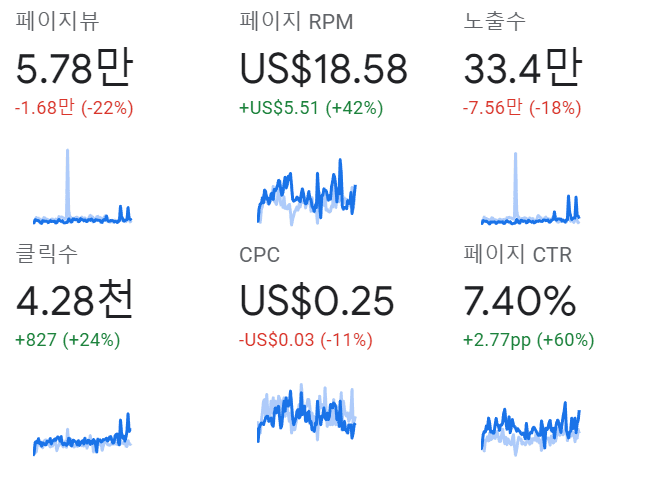 페이지뷰
페이지 RPM
노출수
5.78만
US$18.58
33.4만
-1.68만 (-22%)
+US$5.51 (+42%)
-7.56만 (-18%)
클릭수
CPC
페이지 CTR
4.28천
US$0.25
7.40%
+827 (+24%)
-US$0.03 (-11%)
+2.77pp (+60%)